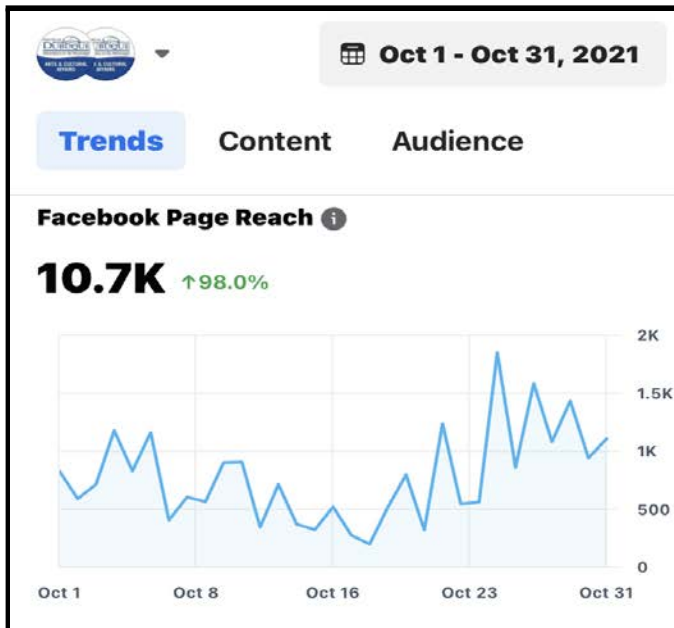 Oct 1 - Oct 31, 2021
Trends Content Audience
Facebook Page Reach
10.7K ↑98.0%
2K
1.5K
1K
500
0
Oct 1 Oct 8 Oct 16 Oct 23 Oct 31